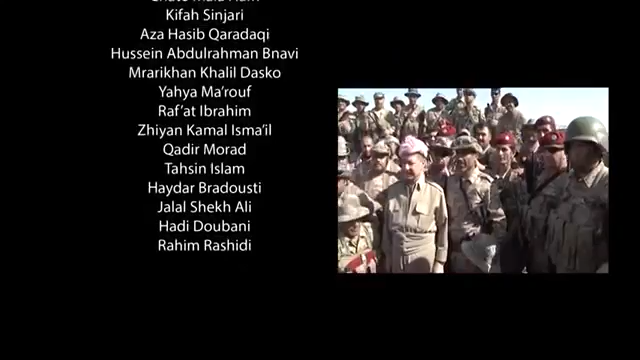 Kifah Sinjari
Aza Hasib Qaradaqi
Hussein Abdulrahman Bnavi
Mrarikhan Khalil Dasko
Yahya Ma'rouf
Raf'at Ibrahim
Zhiyan Kamal Isma'il
Qadir Morad
Tahsin Islam
Haydar Bradousti
Jalal Shekh Ali
Hadi Doubani
Rahim Rashidi